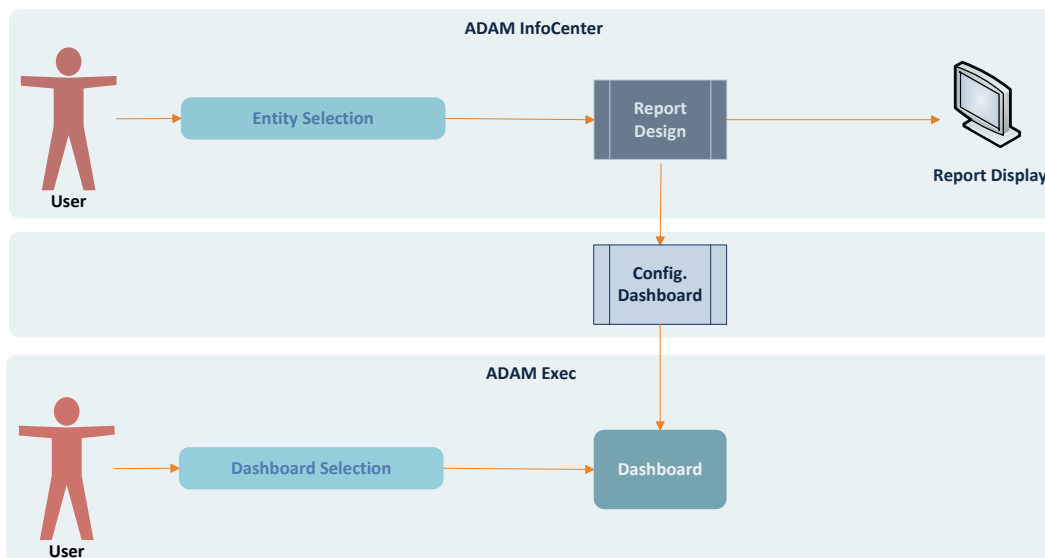 ADAM InfoCenter
Entity Selection
Report
Design
Report Display
User
Config.
Dashboard
ADAM Exec
Dashboard Selection
Dashboard
User